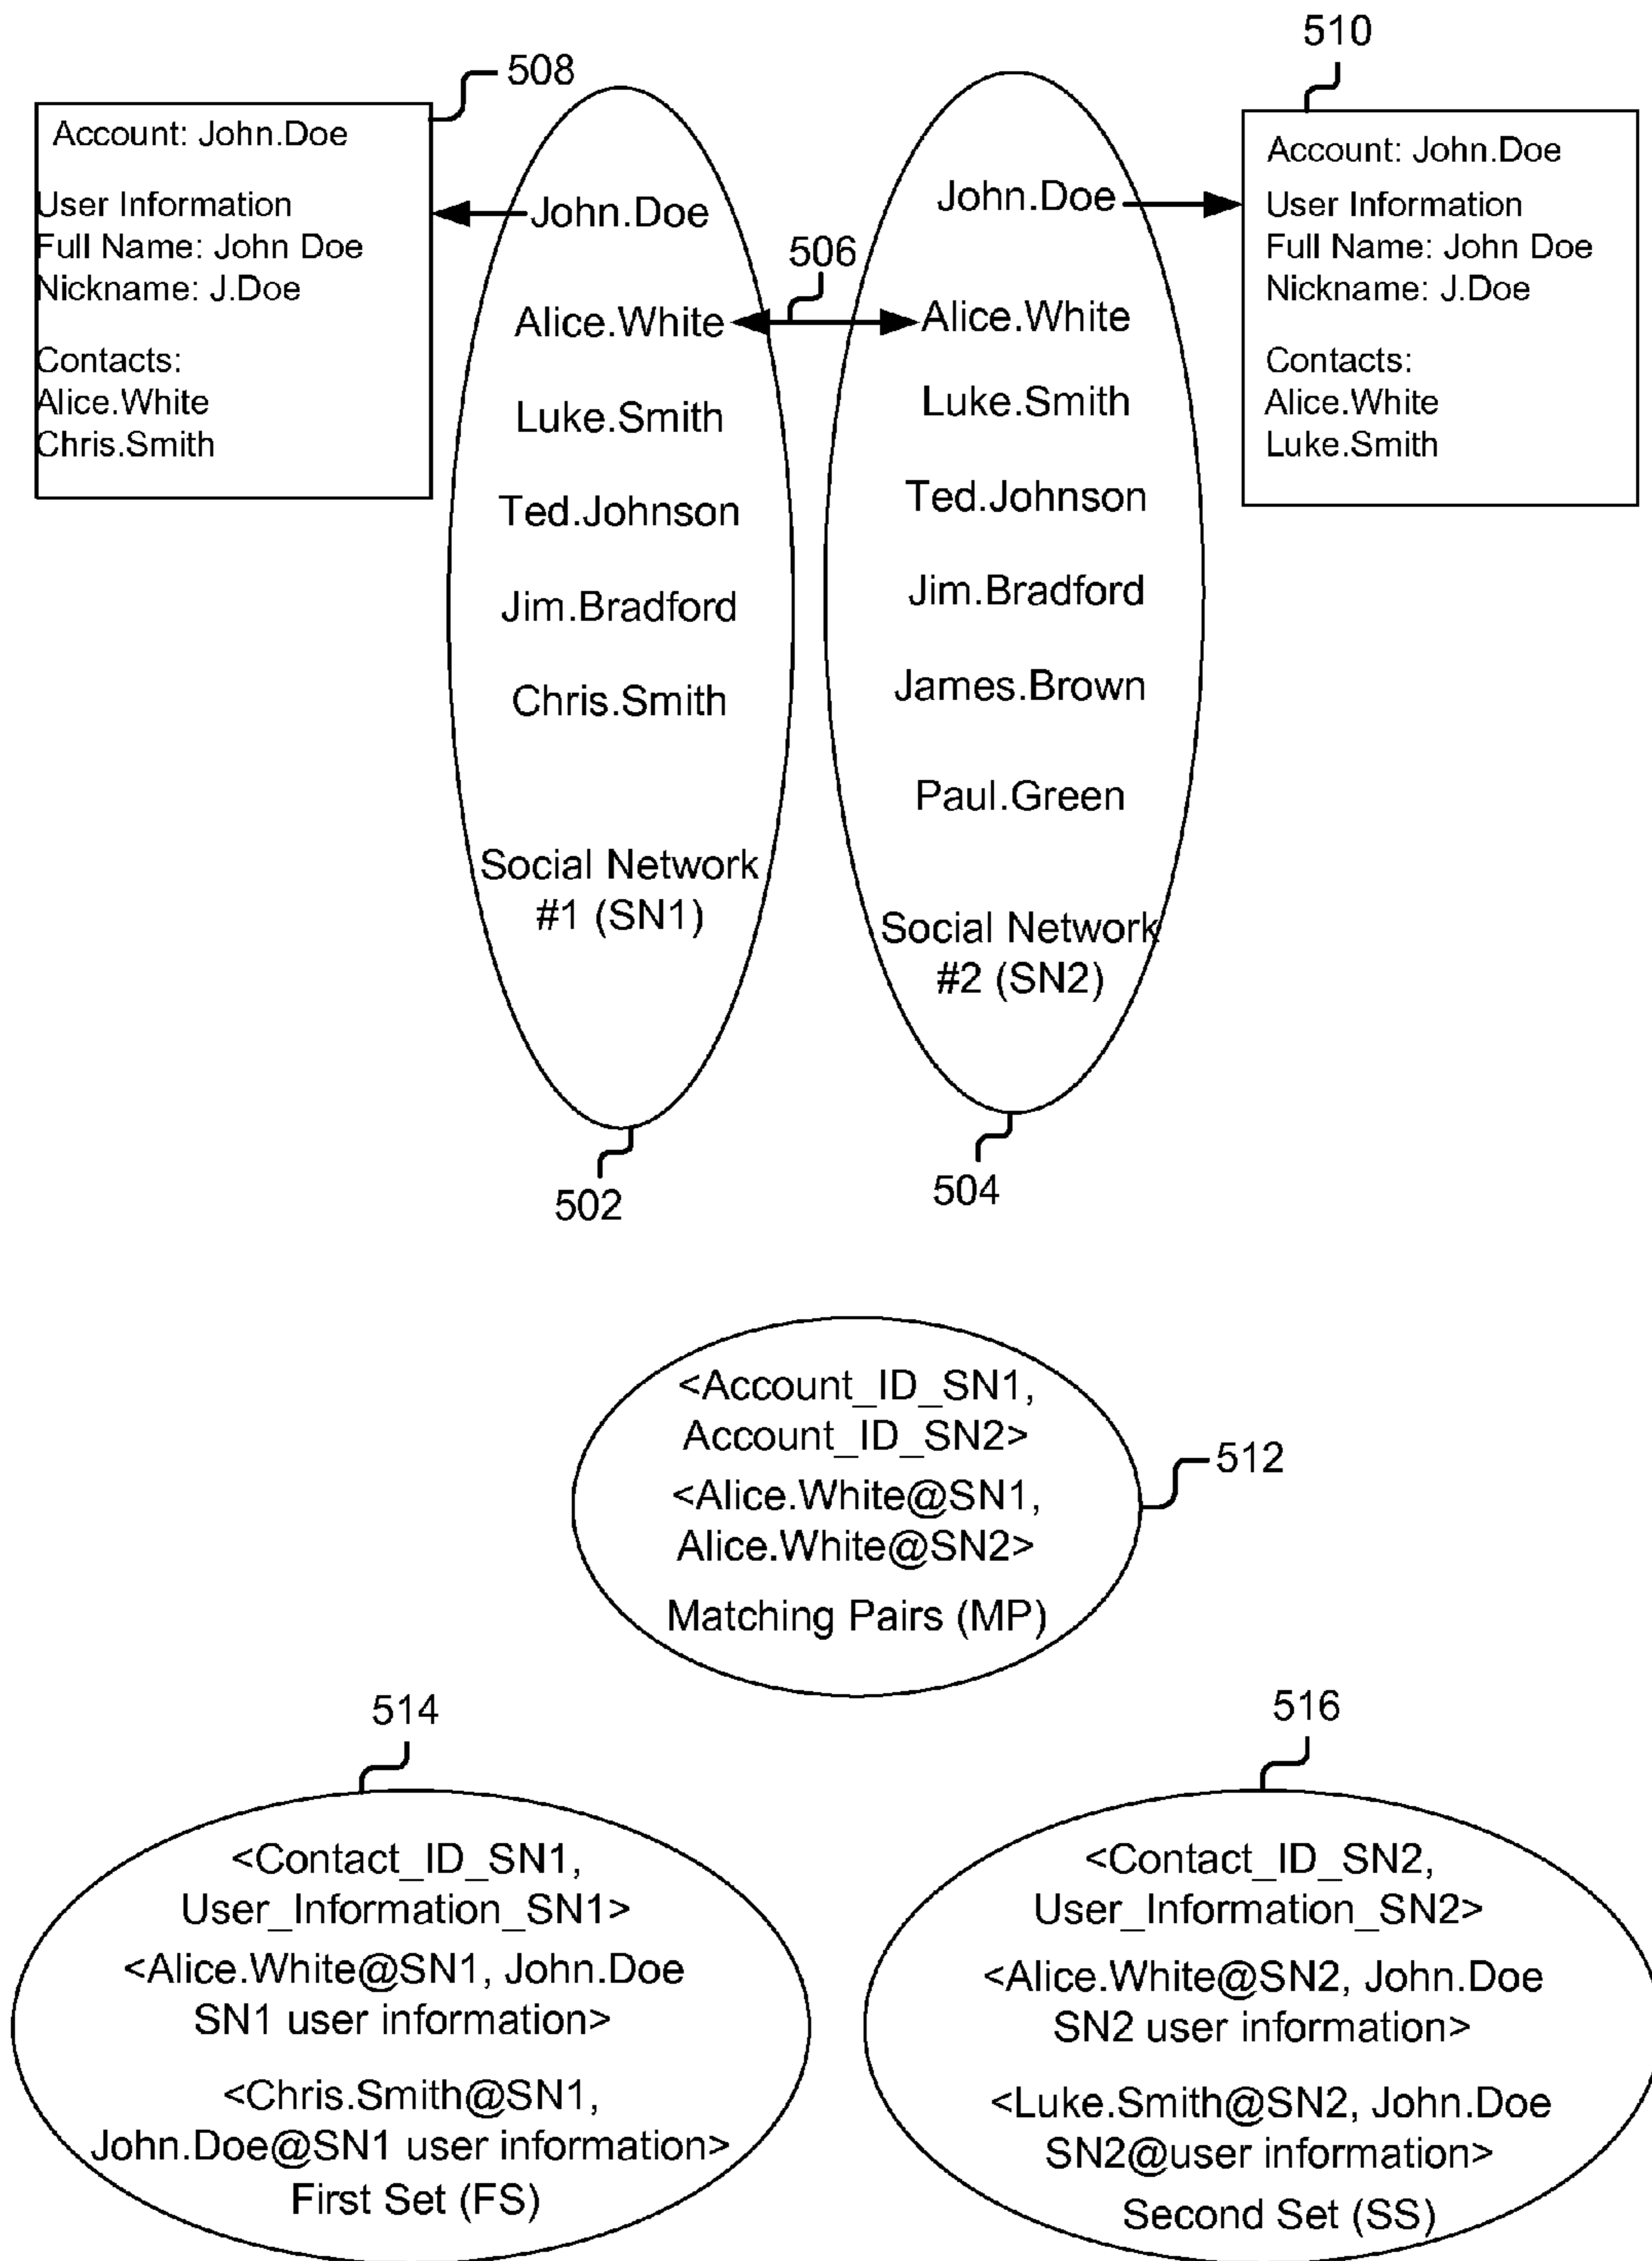 510
508
Account: John.Doe
User Information
Full Name: John Doe
Nickname: J.Doe
Contacts:
Alice.White
Chris.Smith
John.Doe
Alice.White
Luke.Smith
Ted.Johnson
Jim.Bradford
Chris.Smith
Social Network
#1 (SN1)
502
506
John.Doe
Alice.White
Luke.Smith
Ted.Johnson
Jim.Bradford
James.Brown
Paul.Green
Social Network
#2 (SN2)
504
Account: John.Doe
User Information
Full Name: John Doe
Nickname: J.Doe
Contacts:
Alice.White
Luke.Smith
<Account_ID_SN1,
Account_ID_SN2>
<Alice.White@SN1,
Alice.White@SN2>
Matching Pairs (MP)
512
514
<Contact_ID_SN1,
User_Information_SN1>
<Alice.White@SN1, John.Doe
SN1 user information>
<Chris.Smith@SN1,
John.Doe@SN1 user information>
First Set (FS)
516
<Contact_ID_SN2,
User_Information_SN2>
<Alice.White@SN2, John.Doe
SN2 user information>
<Luke.Smith@SN2, John.Doe
SN2@user information>
Second Set (SS)